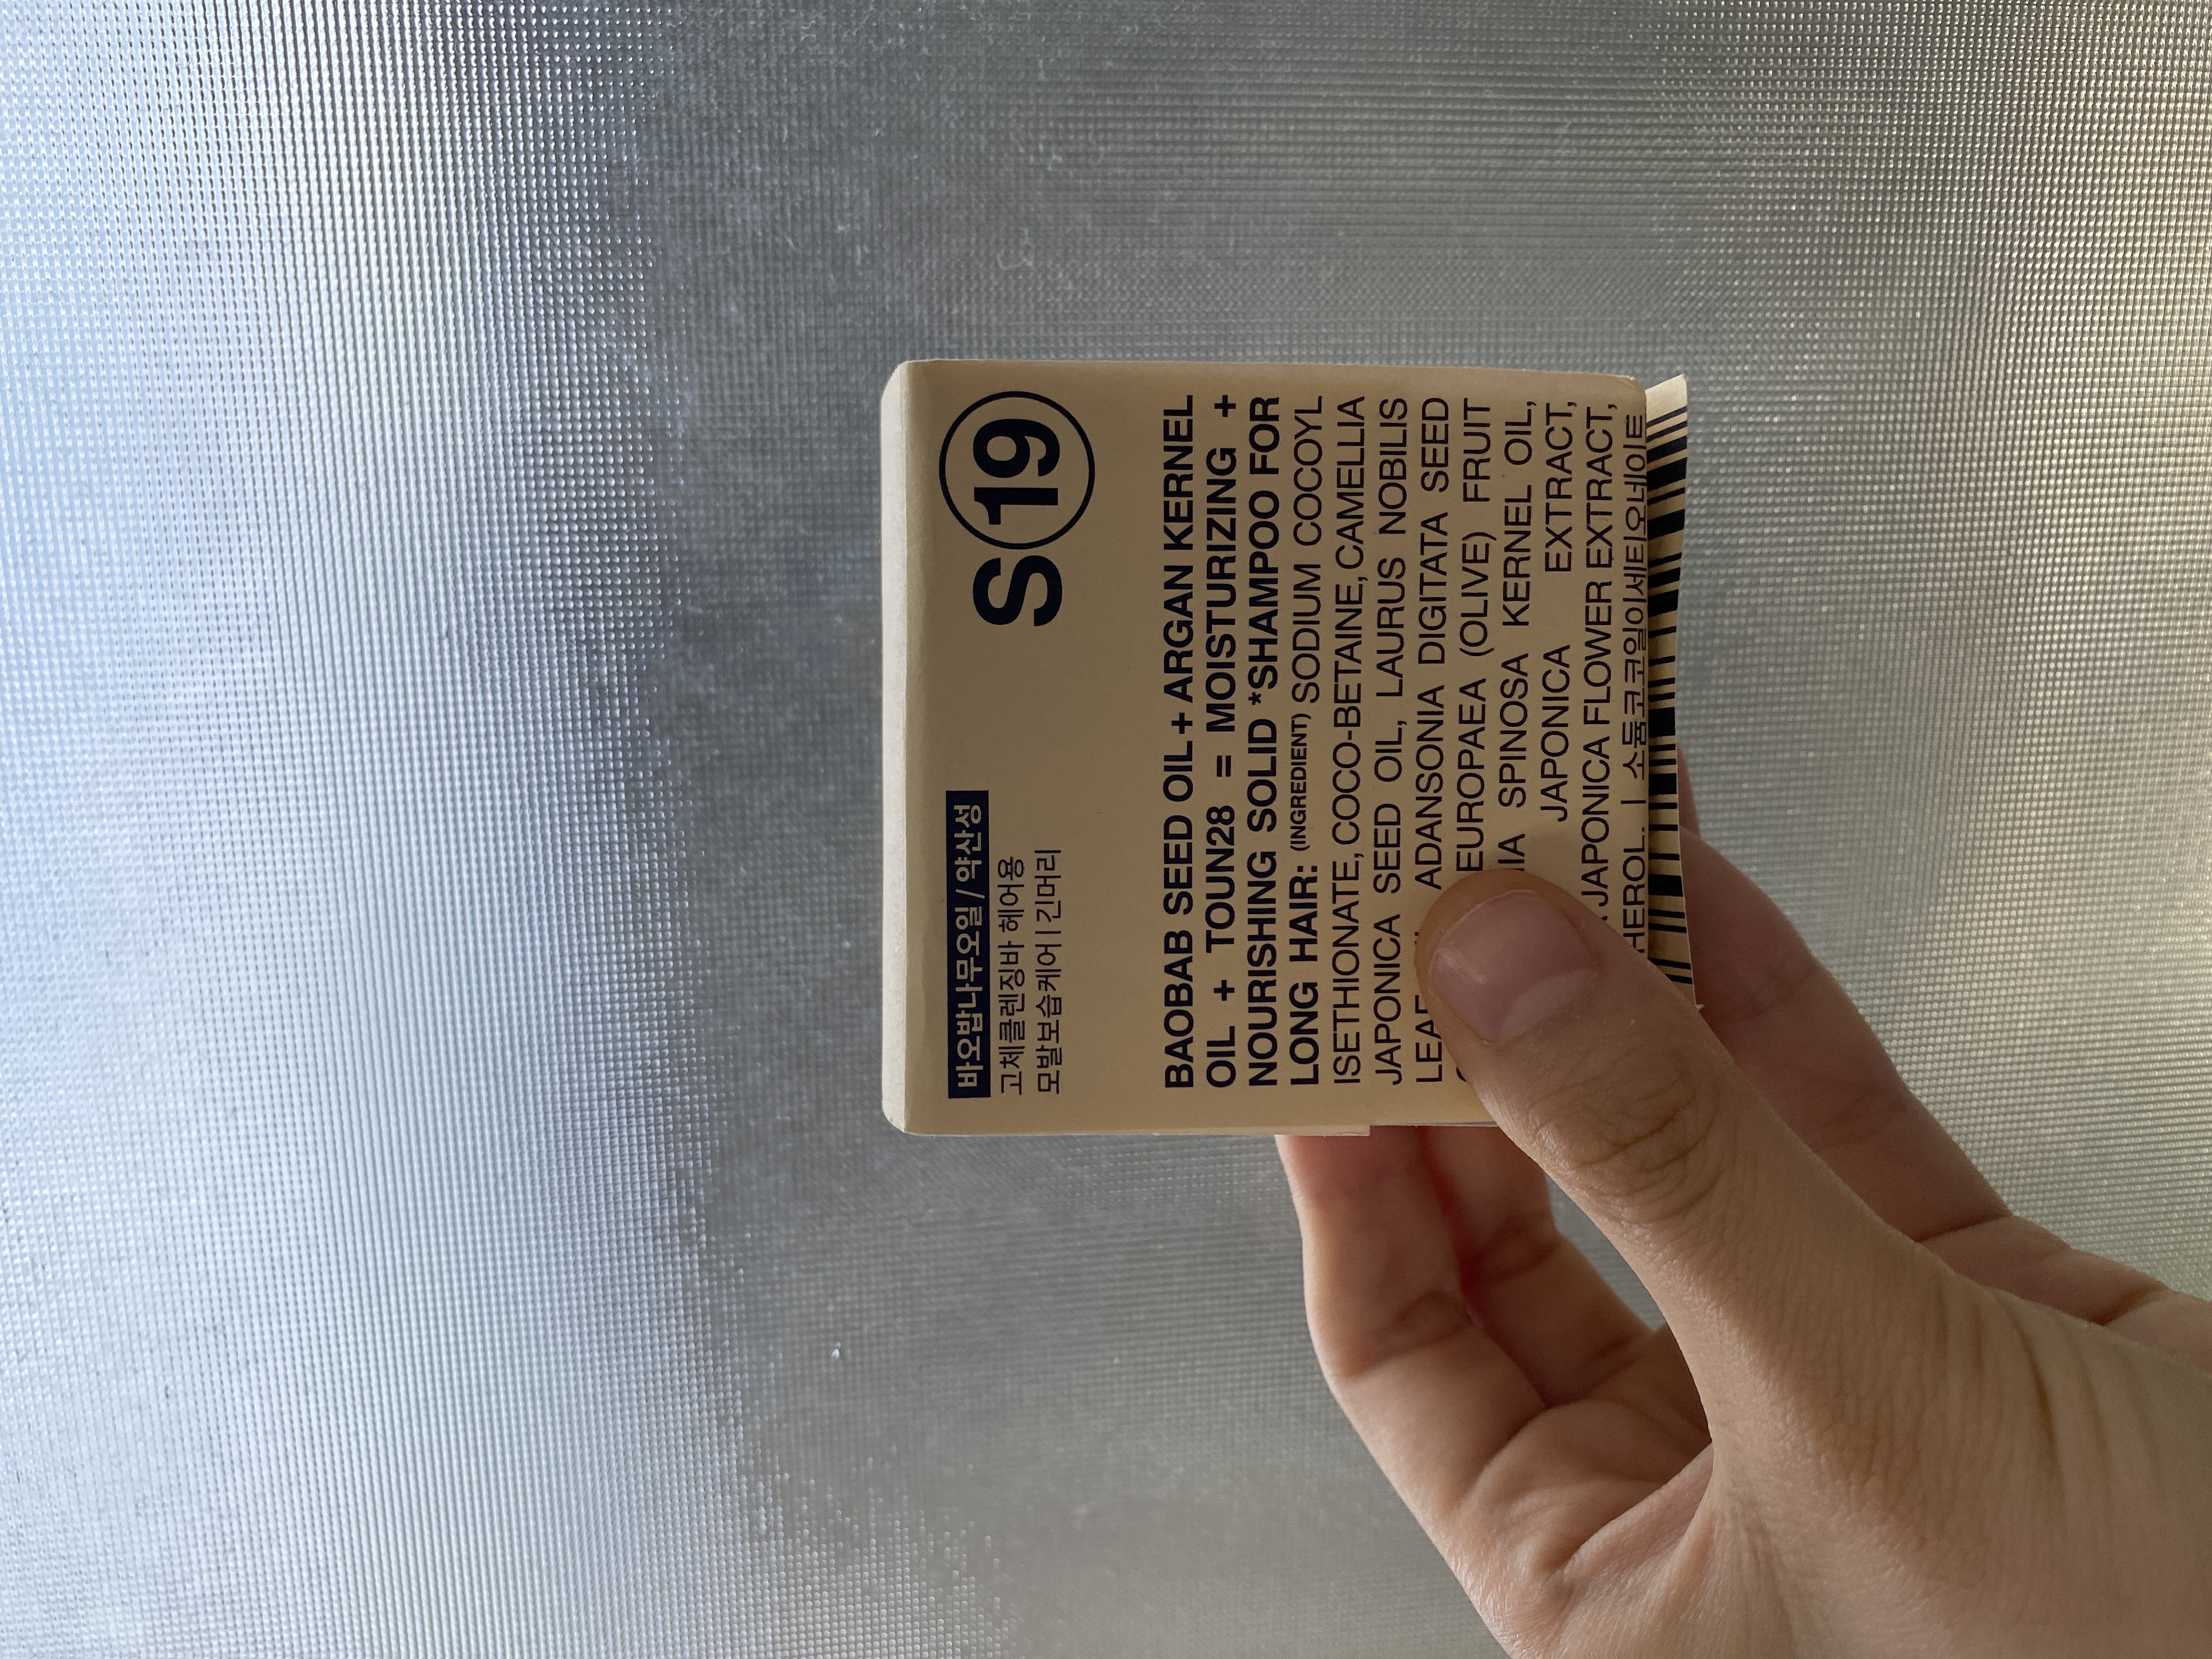 바오밥나무오일 / 약산성
고체클렌징바 헤어용
모발보습케어 | 긴머리
S 19
BAOBAB SEED OIL + ARGAN KERNEL
OIL + TOUN28 = MOISTURIZING +
NOURISHING SOLID *SHAMPOO FOR
LONG HAIR: (INGREDIENT) SODIUM COCOYL
ISETHIONATE, COCO-BETAINE, CAMELLIA
JAPONICA SEED OIL, LAURUS NOBILIS
ADANSONIA DIGITATA SEED
EUROPAEA (OLIVE) FRUIT
SPINOSA KERNEL OIL,
JAPONICA EXTRACT,
JAPONICA FLOWER EXTRACT,
| 소듐코코일이세티오네이트